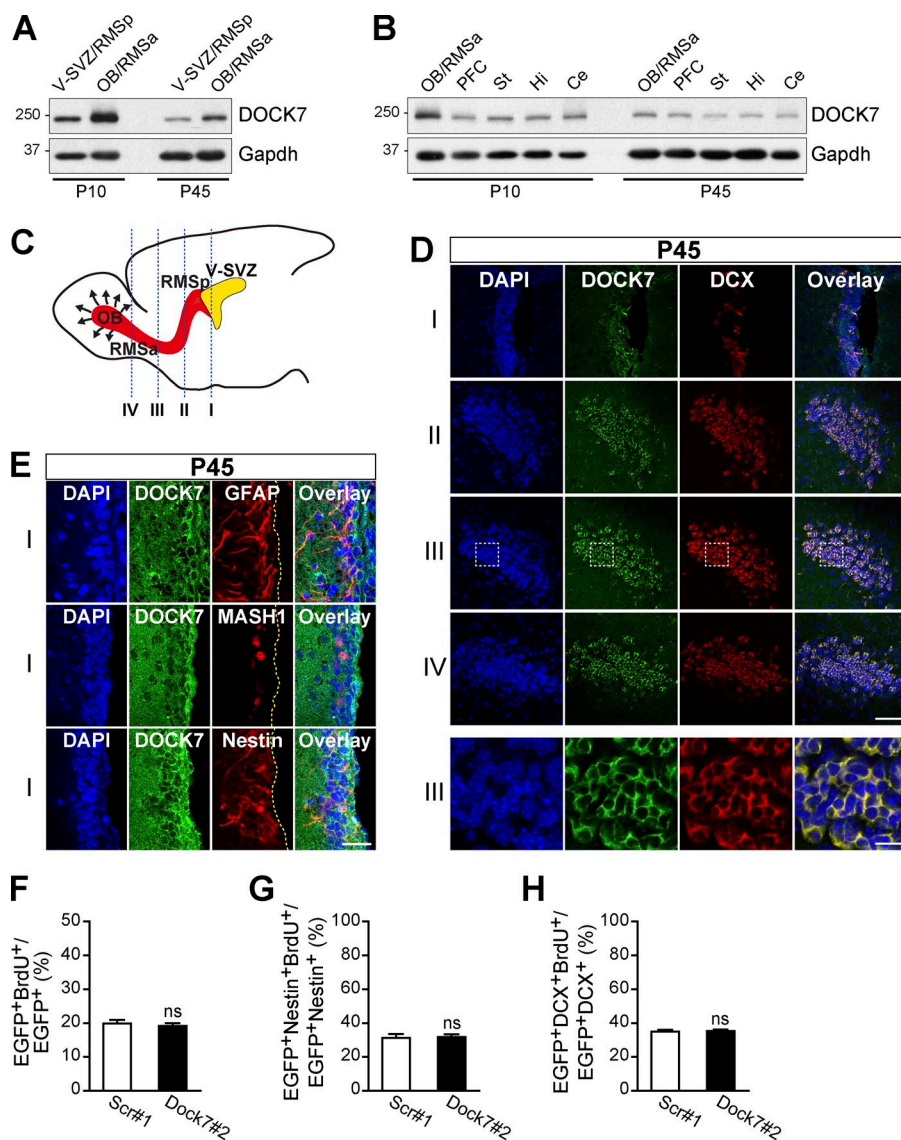 A
V-SVZ/RMSp
OB/RMSa
V-SVZ/RMSp
OB/RMSa
250
DOCK7
37
Gapdh
P10
P45
B
OB/RMSa
PFC
St
Hi
Ce
OB/RMSa
PFC
St
Hi
Ce
250
DOCK7
37
Gapdh
P10
P45
C
V-SVZ
RMSp
OB
RMSa
IV III II I
D
P45
DAPI DOCK7 DCX Overlay
I
II
III
IV
III
E
P45
DAPI DOCK7 GFAP Overlay
I
DAPI DOCK7 MASH1 Overlay
I
DAPI DOCK7 Nestin Overlay
I
F
EGFP+BrdU+/
EGFP+ (%)
50
40
30
20
10
0
ns
Scr#1
Dock7#2
G
EGFP+Nestin+BrdU+/
EGFP+Nestin+ (%)
100
80
60
40
20
0
ns
Scr#1
Dock7#2
H
EGFP+DCX+BrdU+/
EGFP+DCX+ (%)
100
80
60
40
20
0
ns
Scr#1
Dock7#2